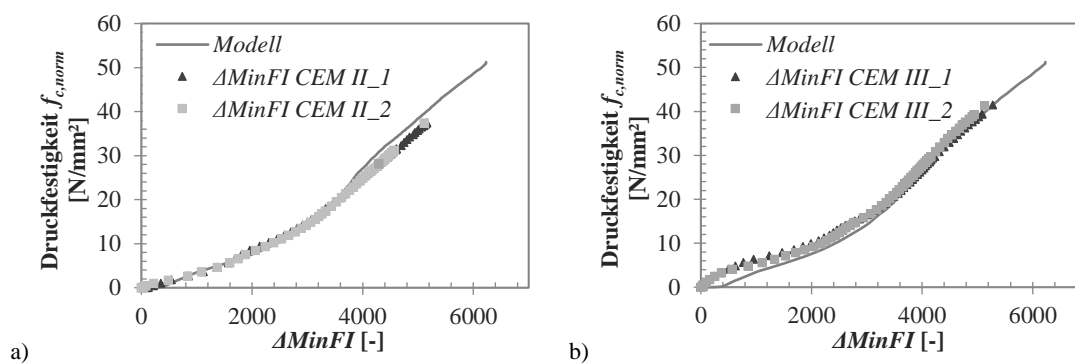 60
50
40
30
20
10
0
Druckfestigkeit fc,norm
[N/mm²]
Modell
ΔMinFI CEM II_1
ΔMinFI CEM II_2
0 2000 4000 6000
ΔMinFI [-]
a)
60
50
40
30
20
10
0
Druckfestigkeit fc,norm
[N/mm²]
Modell
ΔMinFI CEM III_1
ΔMinFI CEM III_2
0 2000 4000 6000
ΔMinFI [-]
b)